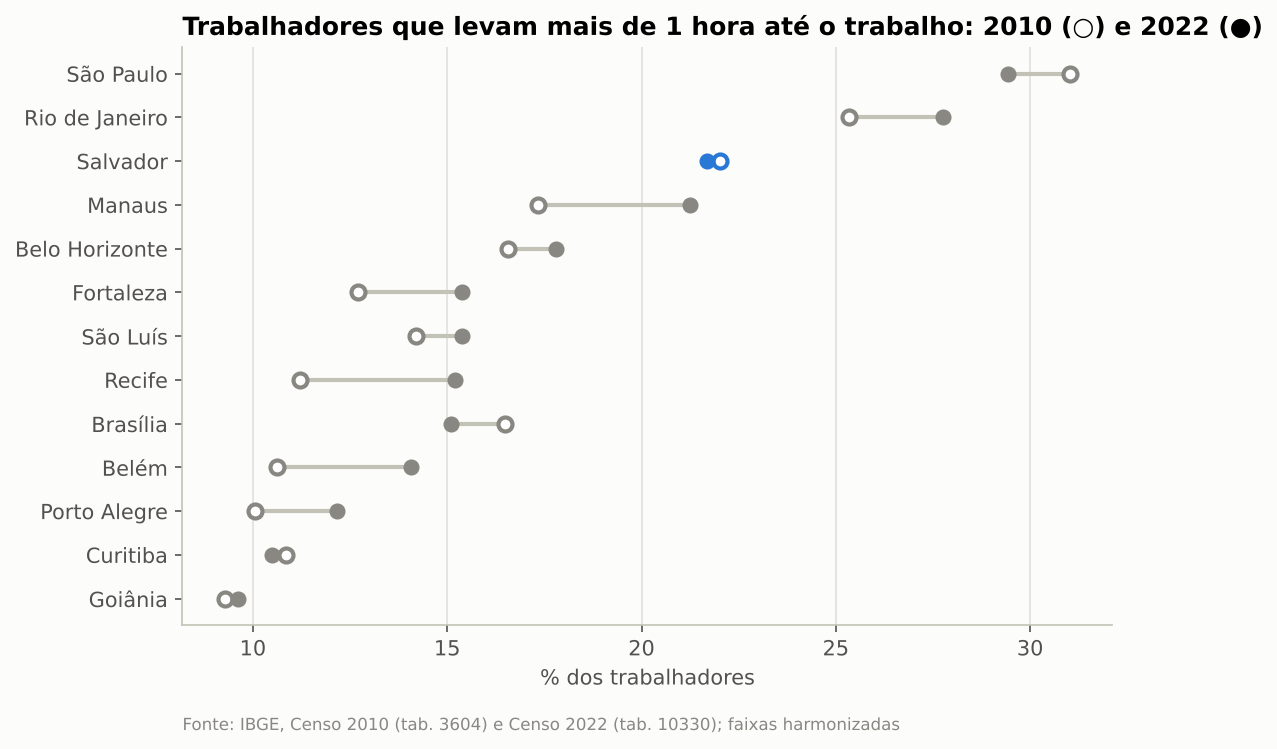 Trabalhadores que levam mais de 1 hora até o trabalho: 2010 (○) e 2022 (●)
São Paulo
Rio de Janeiro
Salvador
Manaus
Belo Horizonte
Fortaleza
São Luís
Recife
Brasília
Belém
Porto Alegre
Curitiba
Goiânia
10 15 20 25 30
% dos trabalhadores
Fonte: IBGE, Censo 2010 (tab. 3604) e Censo 2022 (tab. 10330); faixas harmonizadas